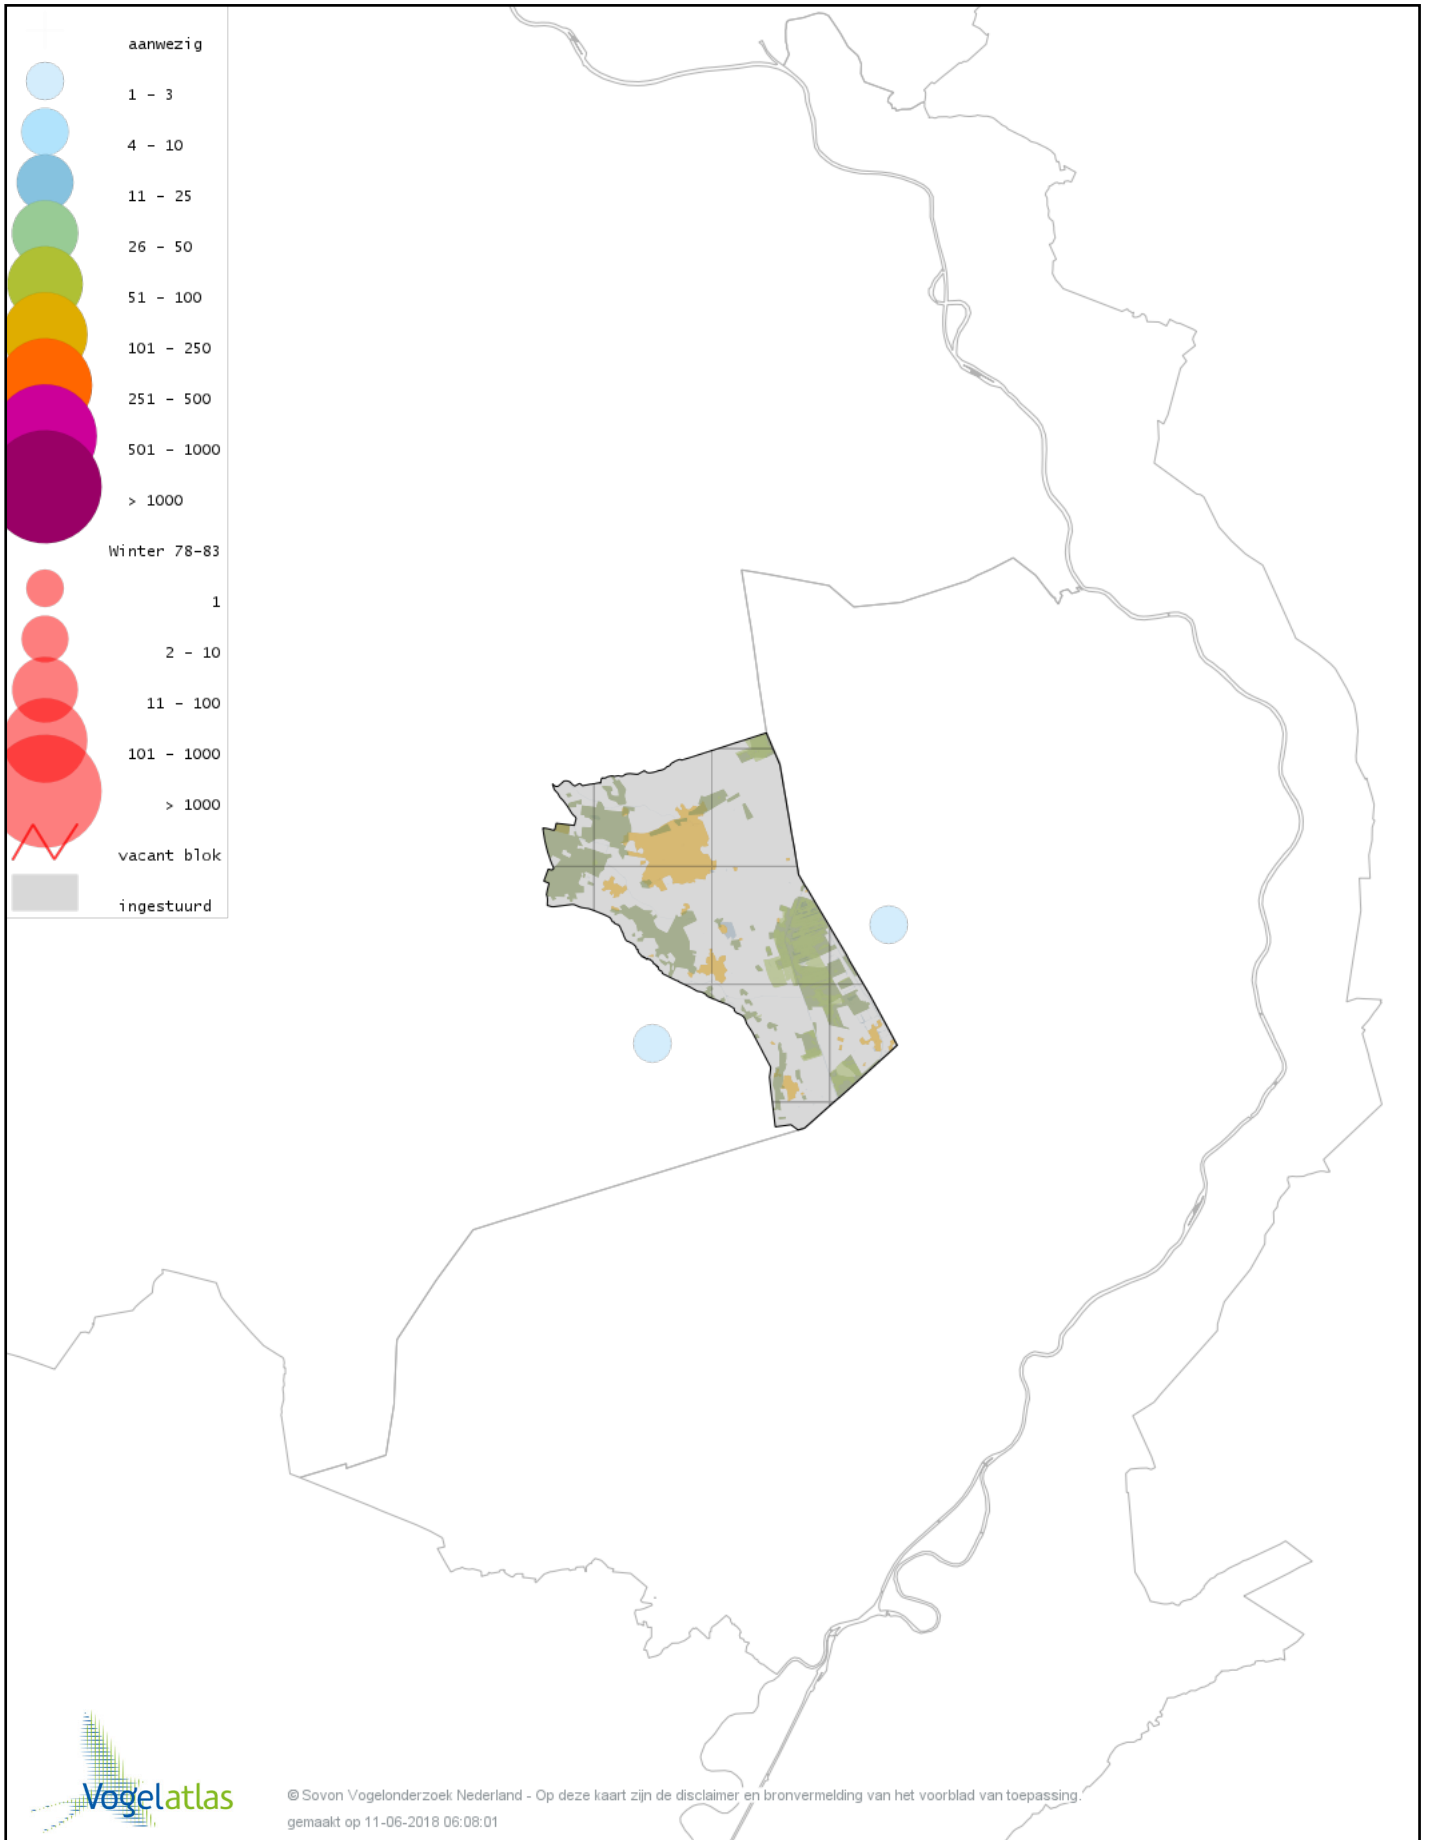 aanwezig
1 - 3
4 - 10
11 - 25
26 - 50
51 - 100
101 - 250
251 - 500
501 - 1000
> 1000
Winter 78-83
1
2 - 10
11 - 100
101 - 1000
> 1000
vacant blok
ingestuurd
Vogelatlas
© Sovon Vogelonderzoek Nederland - Op deze kaart zijn de disclaimer en bronvermelding van het voorblad van toepassing.
gemaakt op 11-06-2018 06:08:01